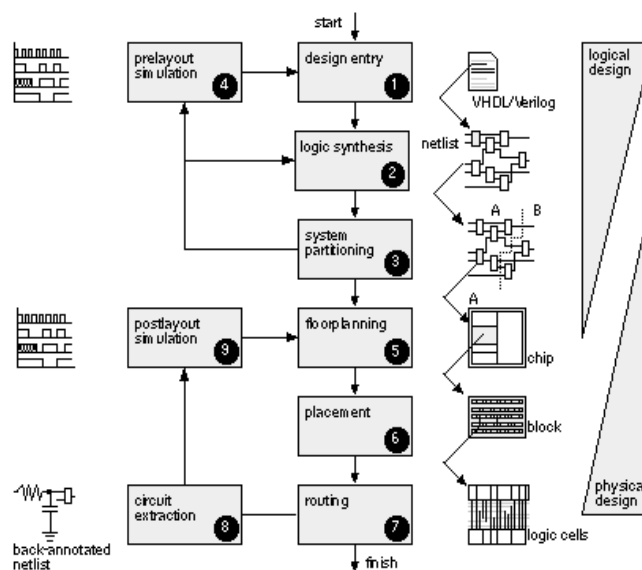 start
prelayout
simulation
4
design entry
1
VHDL/Verilog
logical
design
logic synthesis
2
netlist
system
partitioning
3
A
B
postlayout
simulation
9
floorplanning
5
A
chip
placement
6
block
circuit
extraction
8
routing
7
logic cells
physical
design
back-annotated
netlist
finish